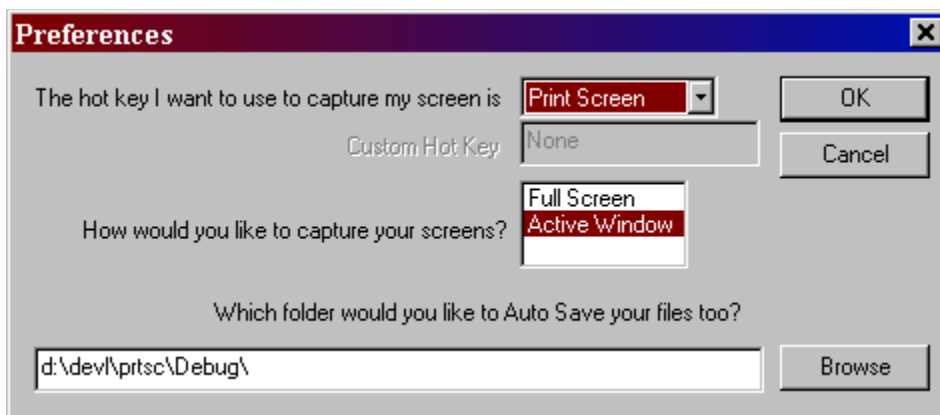 Preferences
The hot key I want to use to capture my screen is Print Screen OK
Custom Hot Key None
Cancel
Full Screen
How would you like to capture your screens? Active Window
Which folder would you like to Auto Save your files too?
d:\devl\prtsc\Debug\ Browse